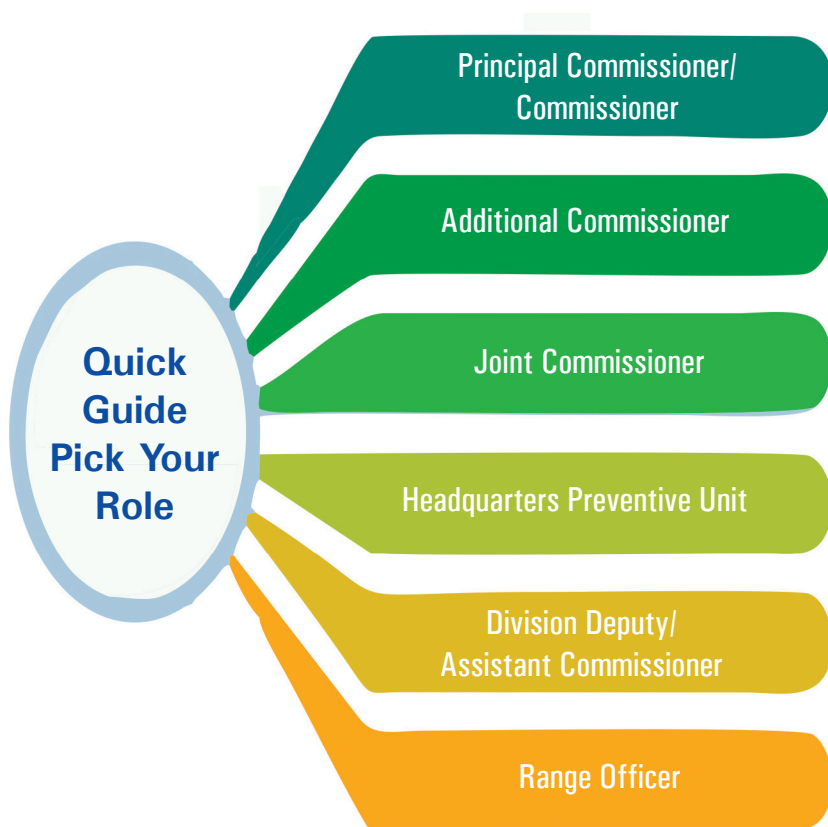 Quick
Guide
Pick Your
Role
Principal Commissioner/
Commissioner
Additional Commissioner
Joint Commissioner
Headquarters Preventive Unit
Division Deputy/
Assistant Commissioner
Range Officer